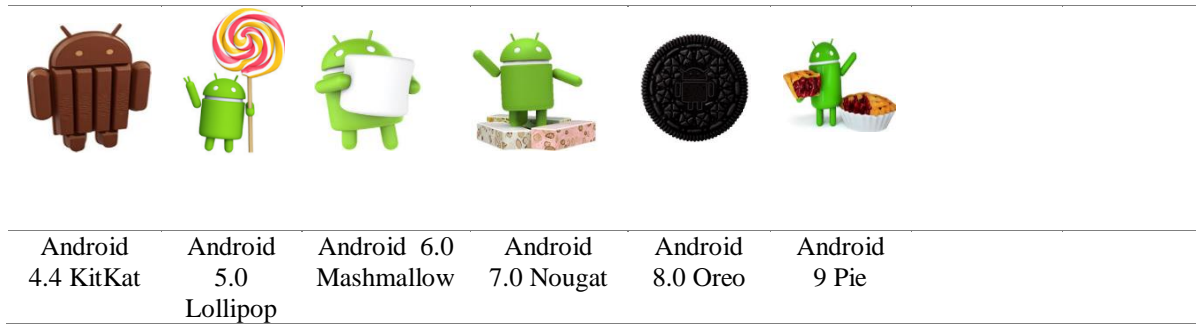 Android
4.4 KitKat
Android
5.0
Lollipop
Android 6.0
Mashmallow
Android
7.0 Nougat
Android
8.0 Oreo
Android
9 Pie